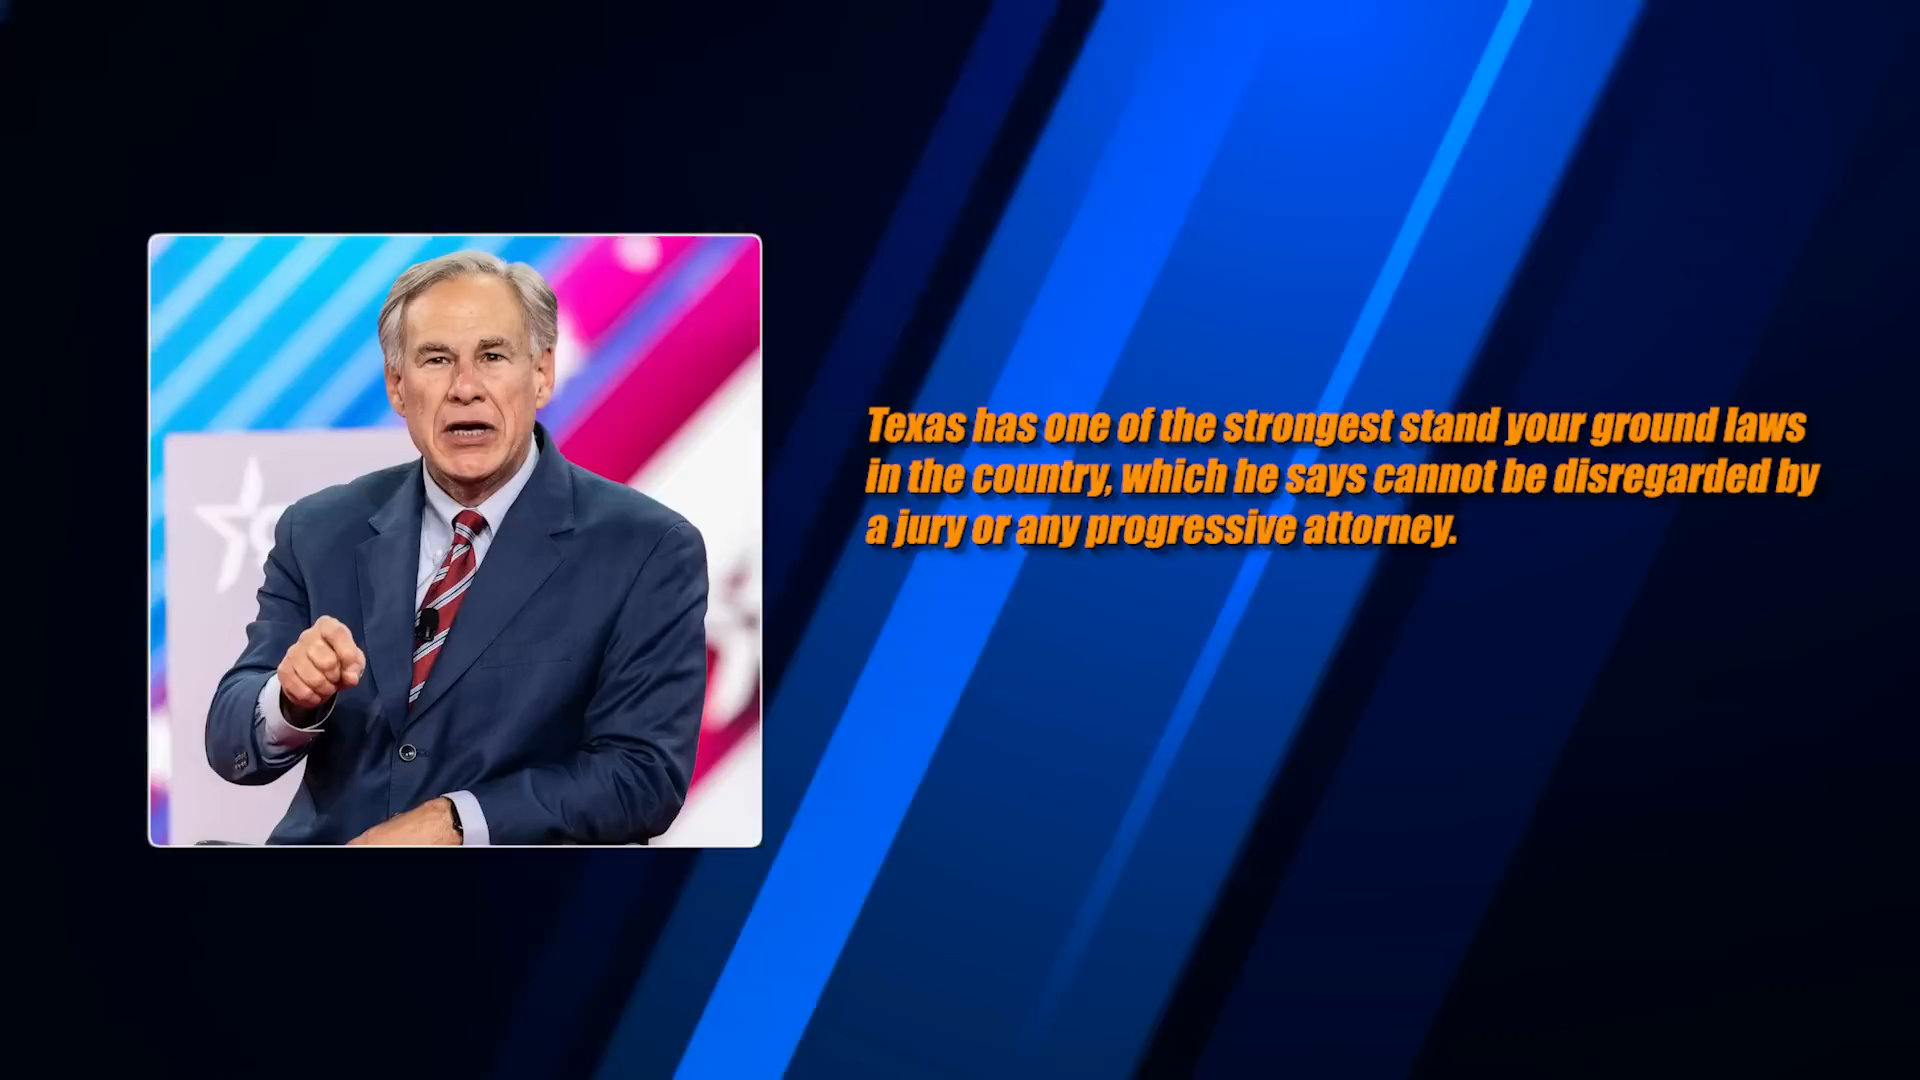 Texas has one of the strongest stand your ground laws
in the country, which he says cannot be disregarded by
a jury or any progressive attorney.